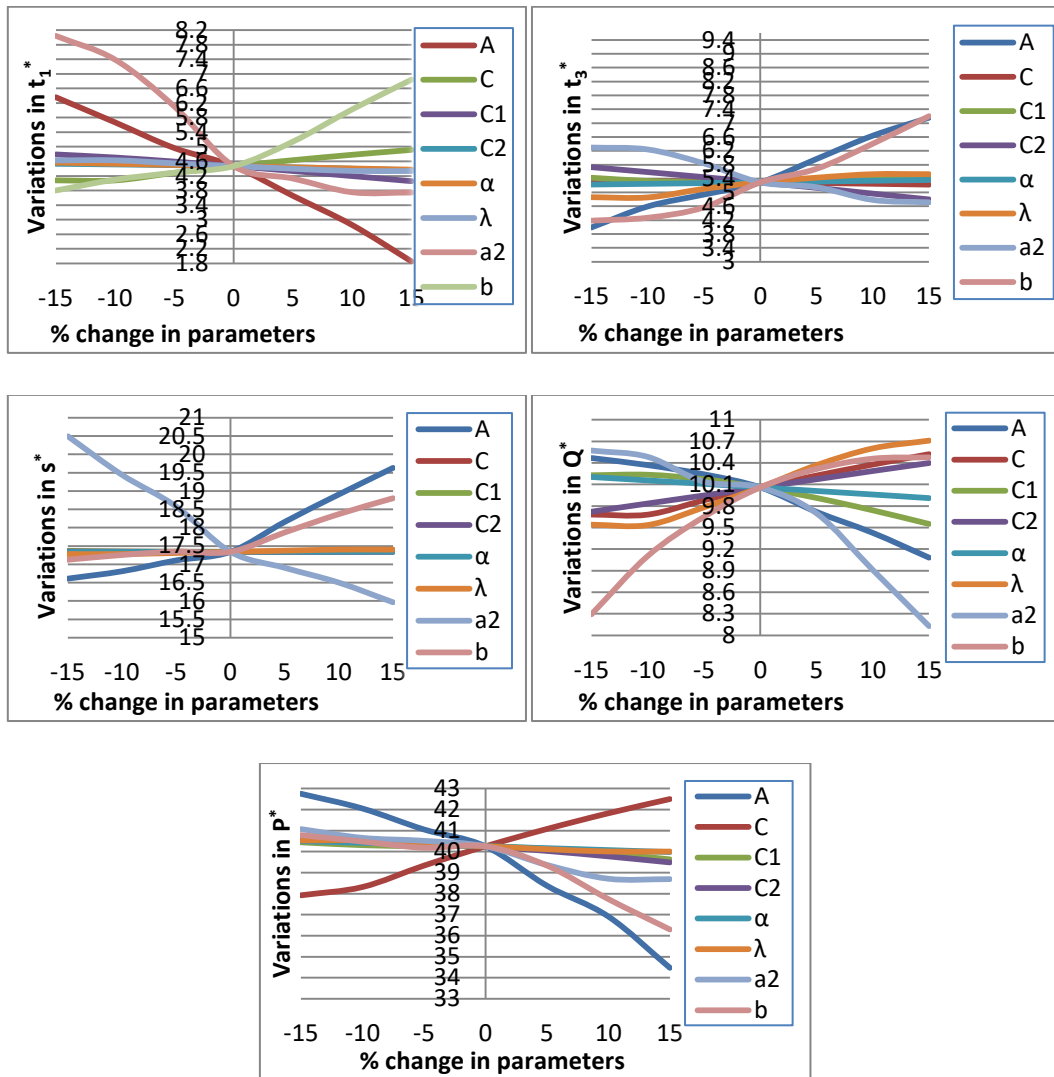 Variations in t1*
8.2
7.8
7.4
7
6.6
6.2
5.8
5.4
5
4.6
4.2
3.8
3.4
3
2.6
2.2
1.8
-15 -10 -5 0 5 10 15
% change in parameters
A
C
C1
C2
α
λ
a2
b
Variations in t3*
9.4
9
8.6
8.2
7.8
7.4
7
6.6
6.2
5.8
5.4
5
4.6
4.2
3.8
3.4
3
-15 -10 -5 0 5 10 15
% change in parameters
A
C
C1
C2
α
λ
a2
b
Variations in s*
21
20.5
20
19.5
19
18.5
18
17.5
17
16.5
16
15.5
15
-15 -10 -5 0 5 10 15
% change in parameters
A
C
C1
C2
α
λ
a2
b
Variations in Q*
11
10.7
10.4
10.1
9.8
9.5
9.2
8.9
8.6
8.3
8
-15 -10 -5 0 5 10 15
% change in parameters
A
C
C1
C2
α
λ
a2
b
Variations in P*
43
42
41
40
39
38
37
36
35
34
33
-15 -10 -5 0 5 10 15
% change in parameters
A
C
C1
C2
α
λ
a2
b